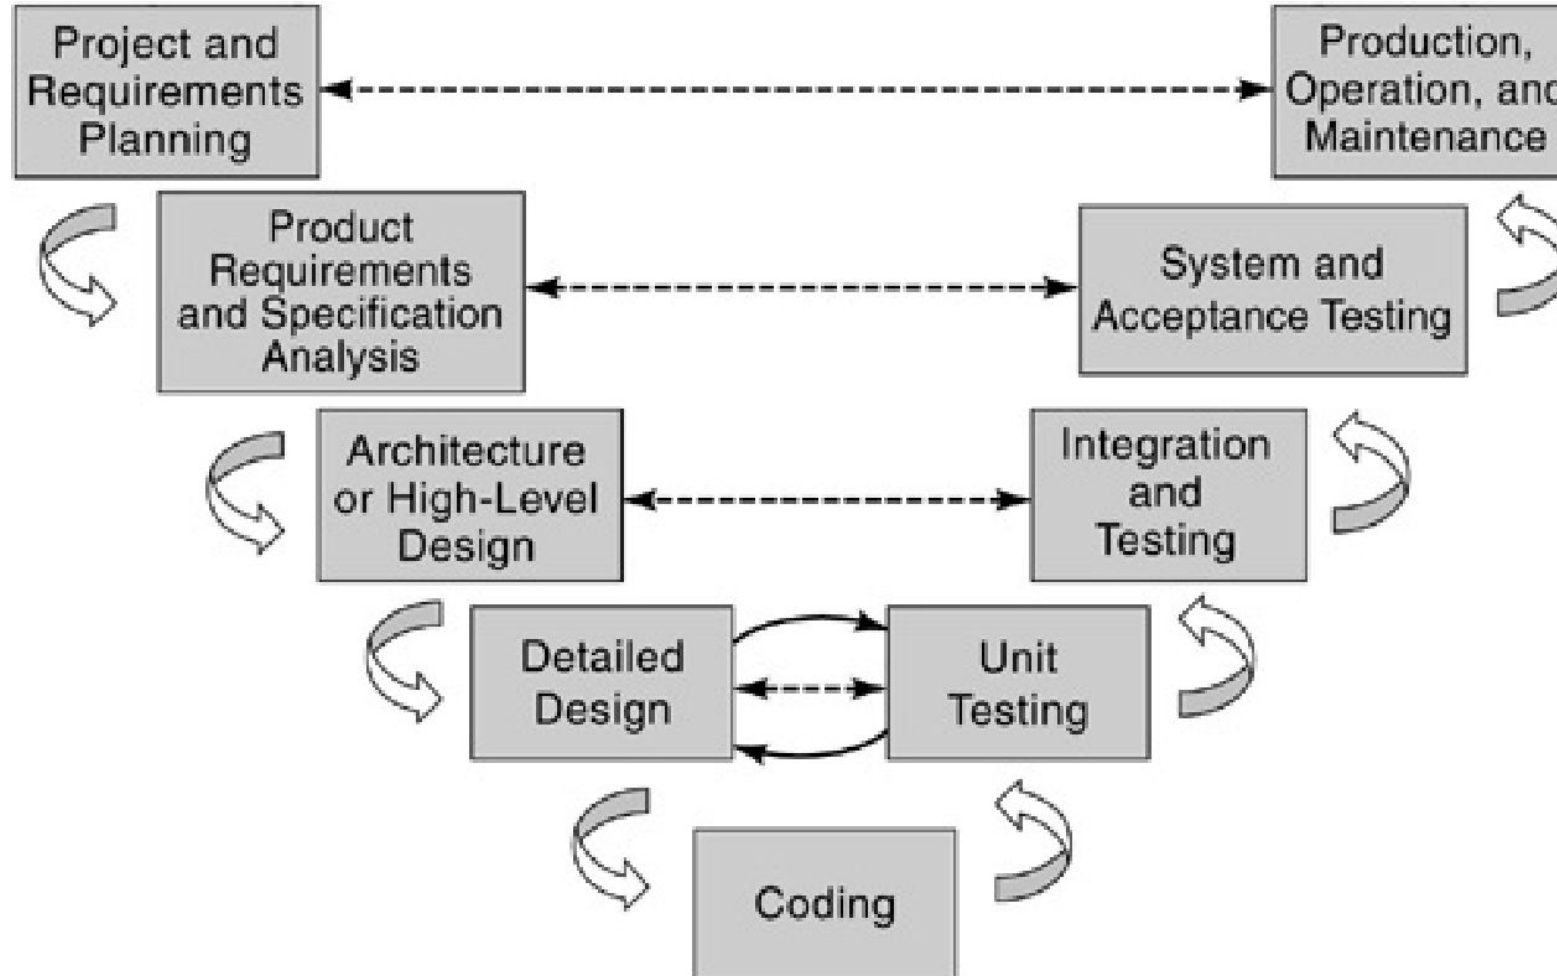 Project and
Requirements
Planning
Production,
Operation, and
Maintenance
Product
Requirements
and Specification
Analysis
System and
Acceptance Testing
Architecture
or High-Level
Design
Integration
and
Testing
Detailed
Design
Unit
Testing
Coding